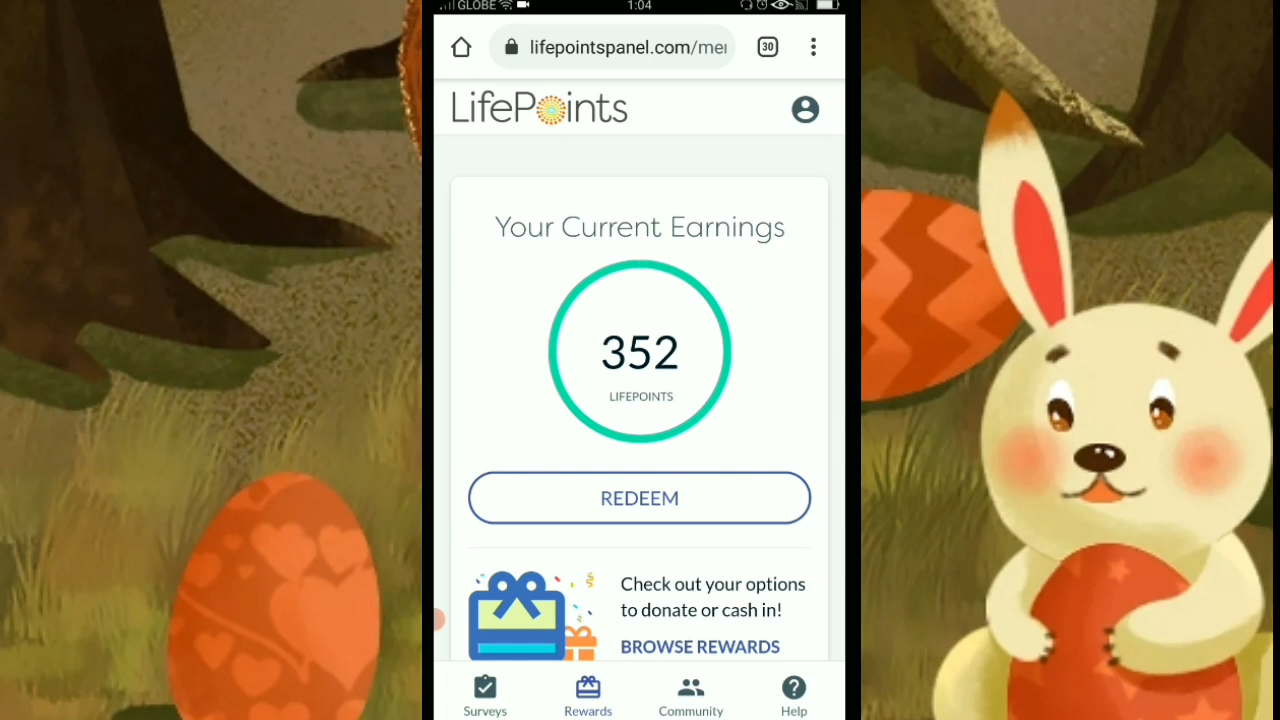 GLOBE 1:04
lifepointspanel.com/mer 30
LifePoints
Your Current Earnings
352
LIFEPOINTS
REDEEM
Check out your options
to donate or cash in!
BROWSE REWARDS
Surveys Rewards Community Help